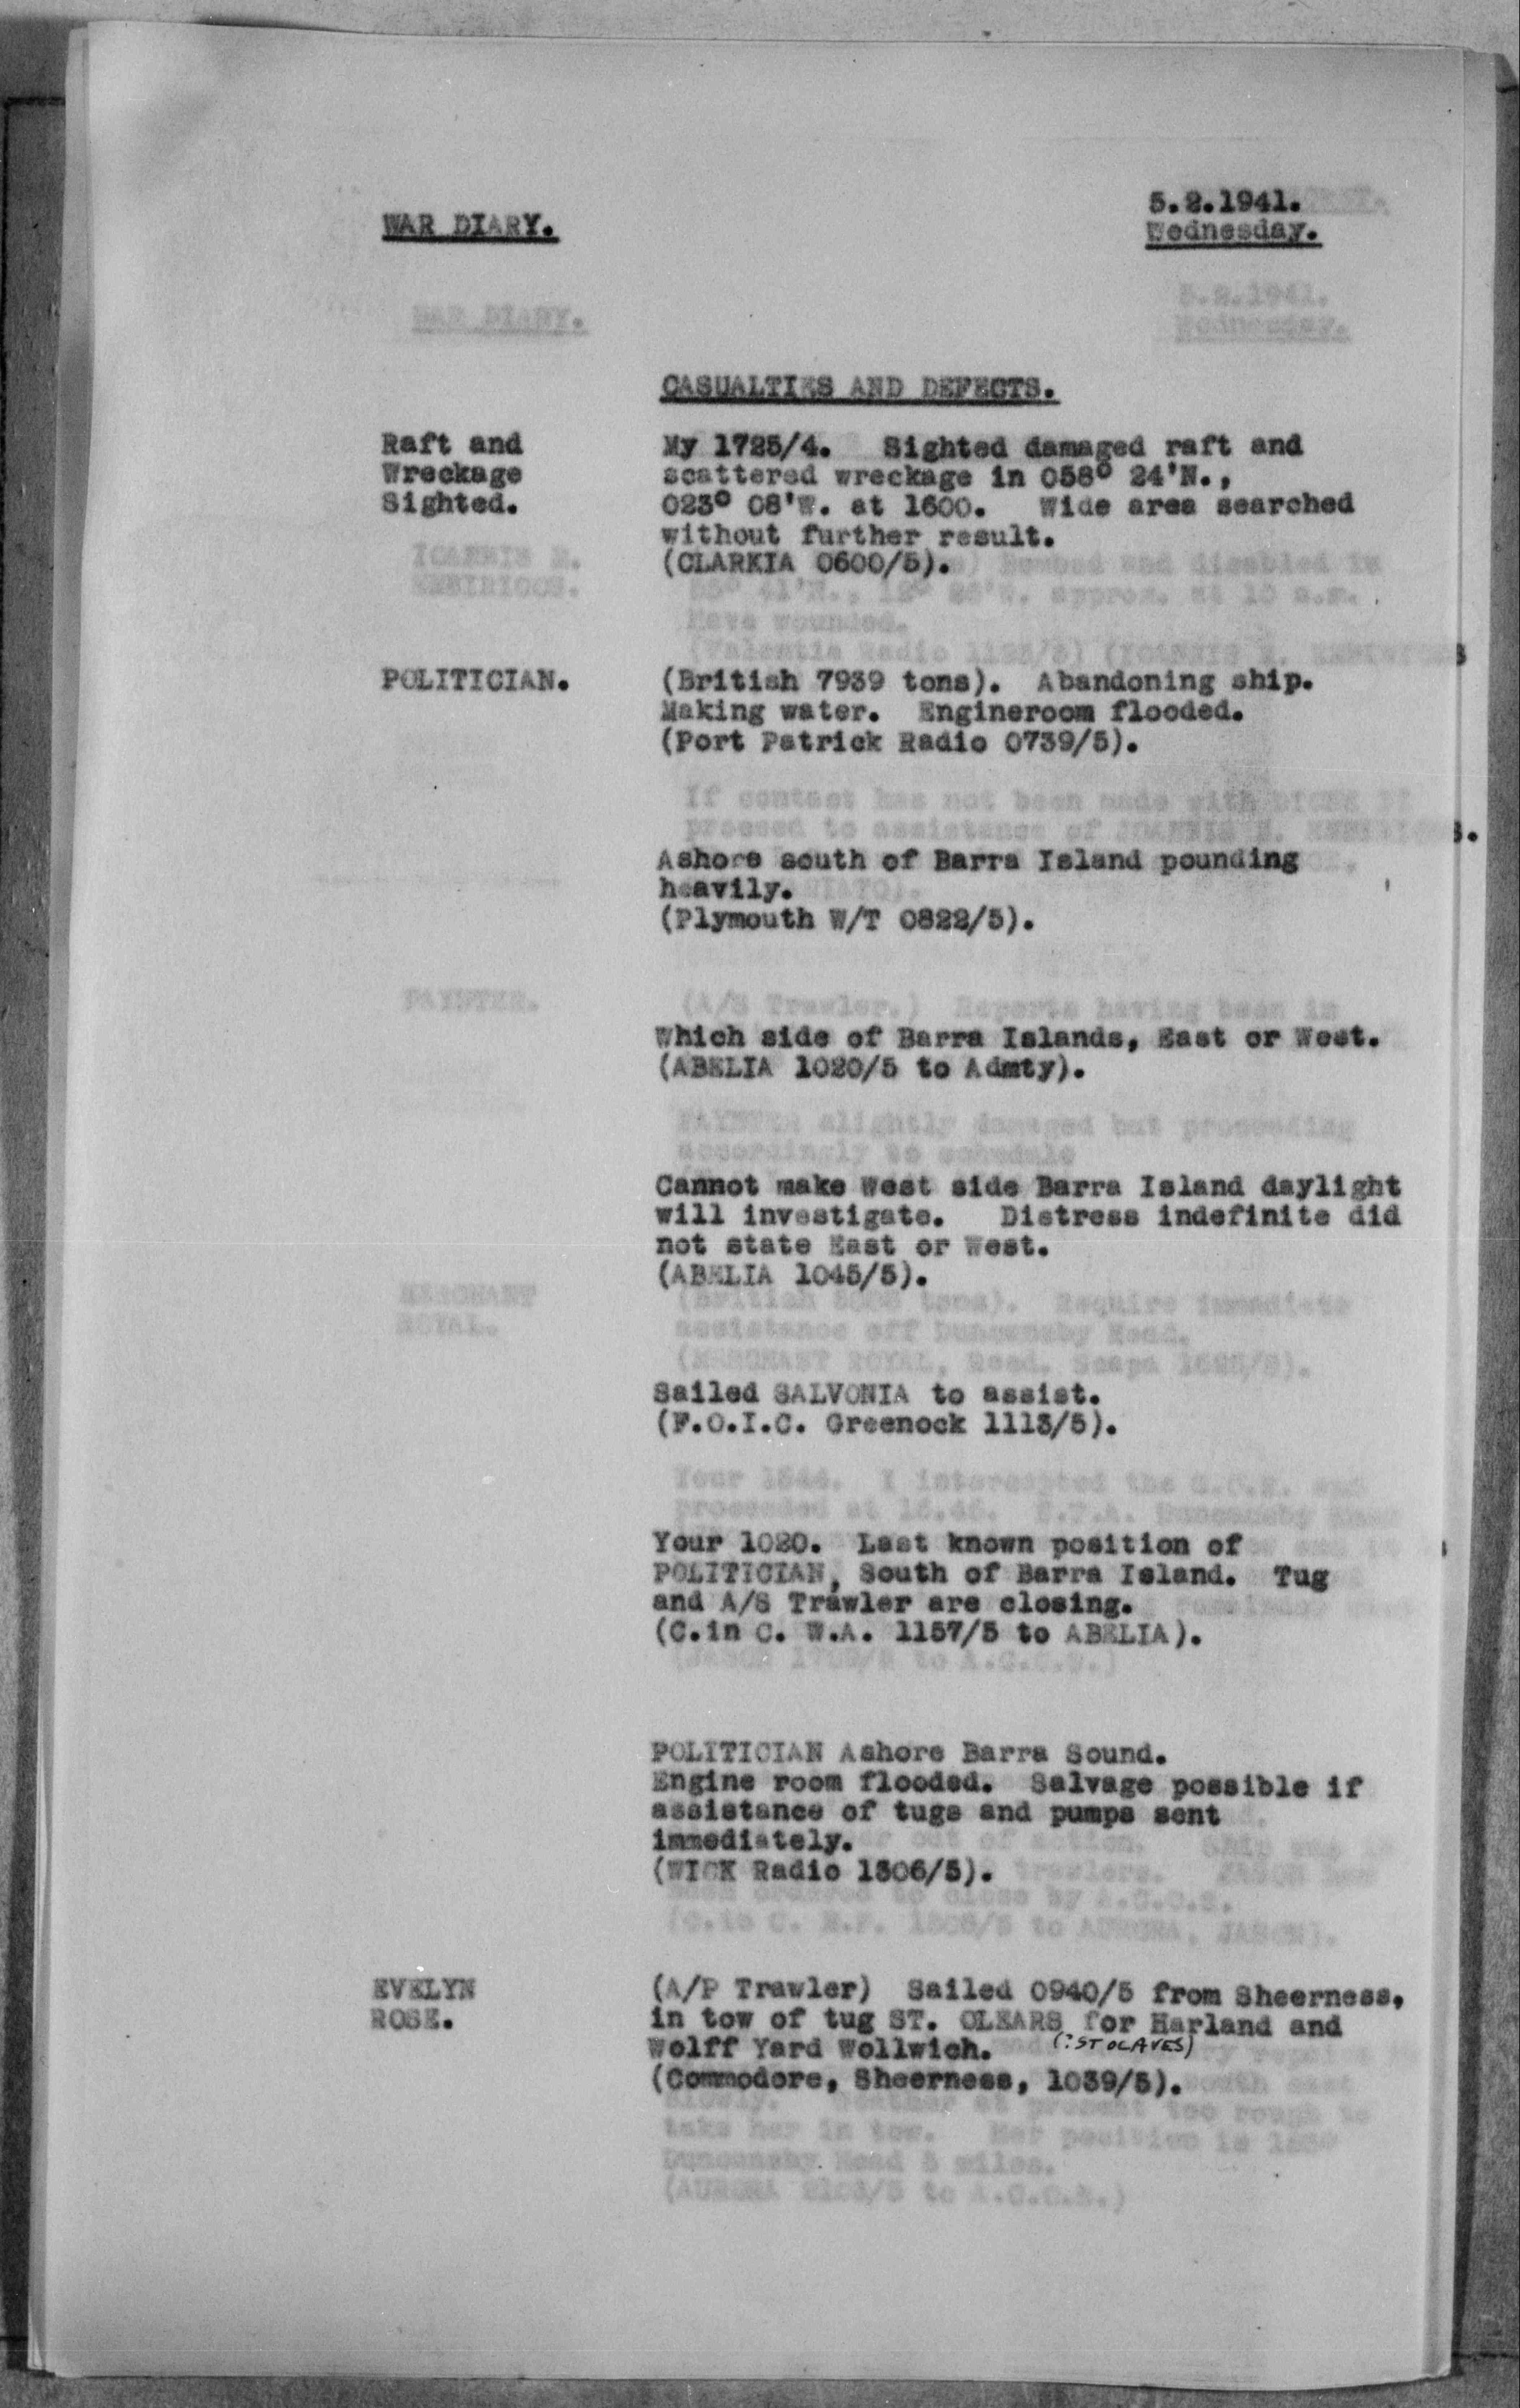 WAR DIARY.
5.2.1941.
Wednesday.
CASUALTIES AND DEFECTS.
Raft and
Wreckage
Sighted.
My 1725/4. Sighted damaged raft and
scattered wreckage in 058° 24'N.,
023° 08'W. at 1600. Wide area searched
without further result.
(CLARKIA 0600/5).
POLITICIAN.
(British 7939 tons). Abandoning ship.
Making water. Engineroom flooded.
(Port Patrick Radio 0739/5).
Ashore south of Barra Island pounding
heavily.
(Plymouth W/T 0822/5).
Which side of Barra Islands, East or West.
(ABELIA 1020/5 to Admty).
Cannot make West side Barra Island daylight
will investigate. Distress indefinite did
not state East or West.
(ABELIA 1045/5).
Sailed SALVONIA to assist.
(F.O.I.C. Greenock 1113/5).
Your 1020. Last known position of
POLITICIAN, South of Barra Island. Tug
and A/S Trawler are closing.
(C.in C. W.A. 1157/5 to ABELIA).
POLITICIAN Ashore Barra Sound.
Engine room flooded. Salvage possible if
assistance of tugs and pumps sent
immediately.
(WICK Radio 1306/5).
EVELYN
ROSE.
(A/P Trawler) Sailed 0940/5 from Sheerness,
in tow of tug ST. OLEARS for Harland and
Wolff Yard Wollwich. (?ST OLAVES)
(Commodore, Sheerness, 1039/5).